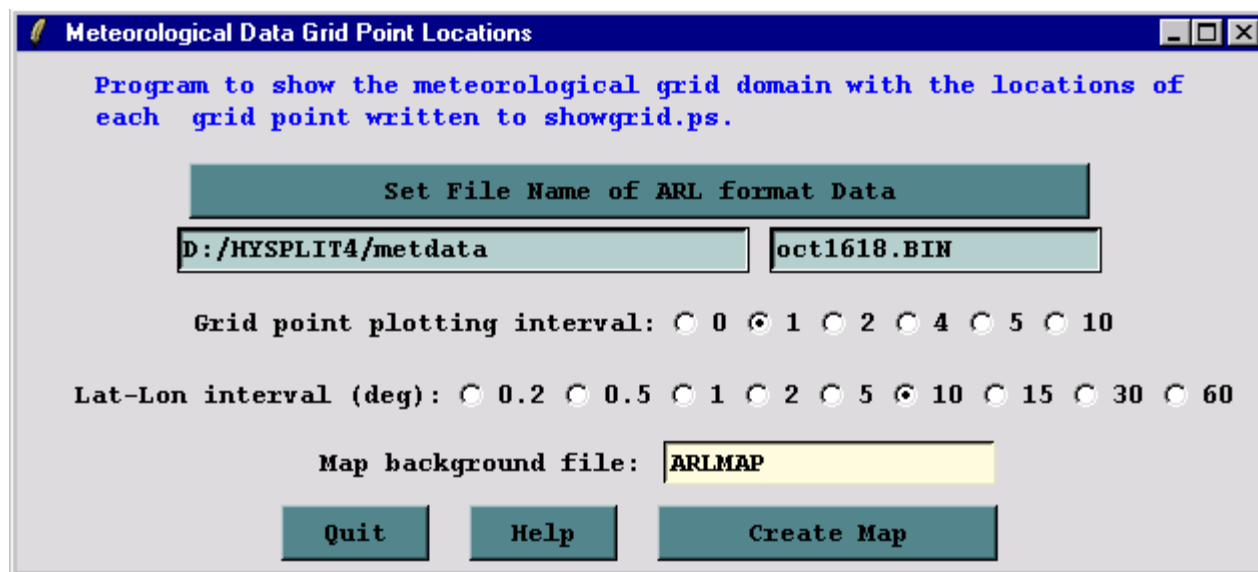 Meteorological Data Grid Point Locations
Program to show the meteorological grid domain with the locations of
each  grid point written to showgrid.ps.
Set File Name of ARL format Data
D:/HYSPLIT4/metdata oct1618.BIN
Grid point plotting interval: 0 1 2 4 5 10
Lat-Lon interval (deg): 0.2 0.5 1 2 5 10 15 30 60
Map background file: ARLMAP
Quit Help Create Map